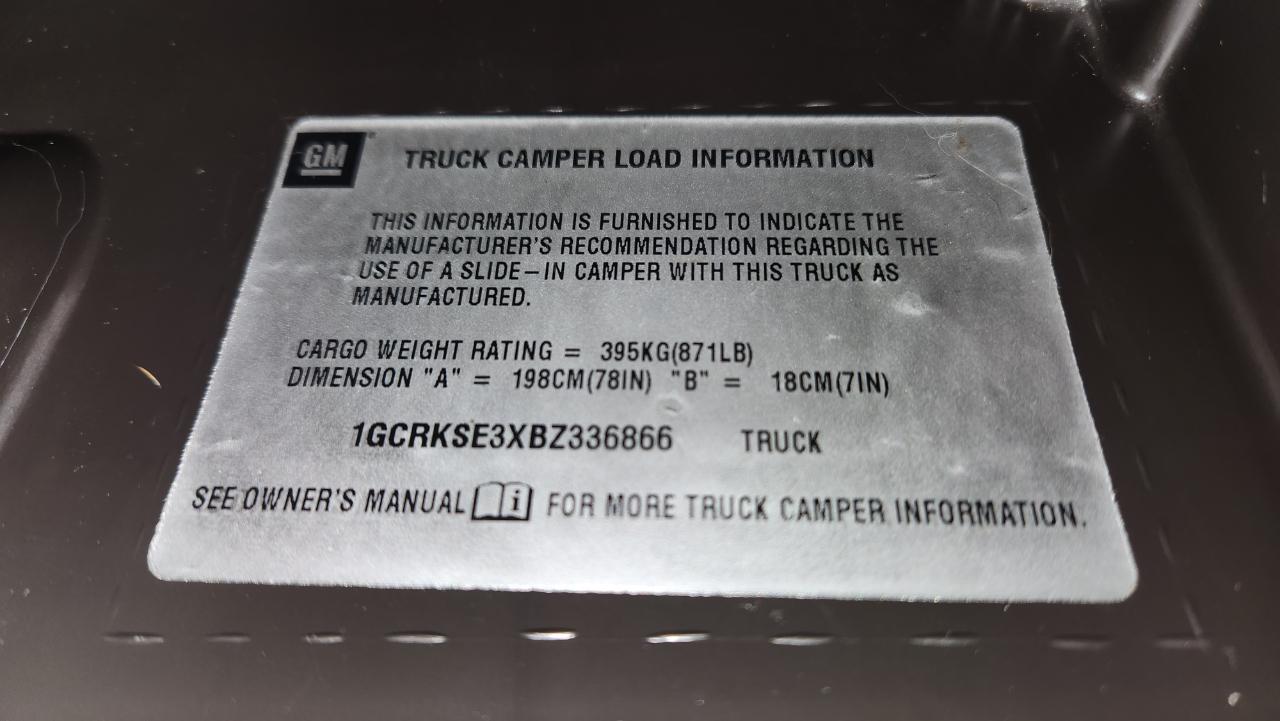 GM
TRUCK CAMPER LOAD INFORMATION
THIS INFORMATION IS FURNISHED TO INDICATE THE
MANUFACTURER'S RECOMMENDATION REGARDING THE
USE OF A SLIDE–IN CAMPER WITH THIS TRUCK AS
MANUFACTURED.
CARGO WEIGHT RATING = 395KG(871LB)
DIMENSION "A" = 198CM(78IN) "B" = 18CM(7IN)
1GCRKSE3XBZ336866 TRUCK
SEE OWNER'S MANUAL i FOR MORE TRUCK CAMPER INFORMATION.